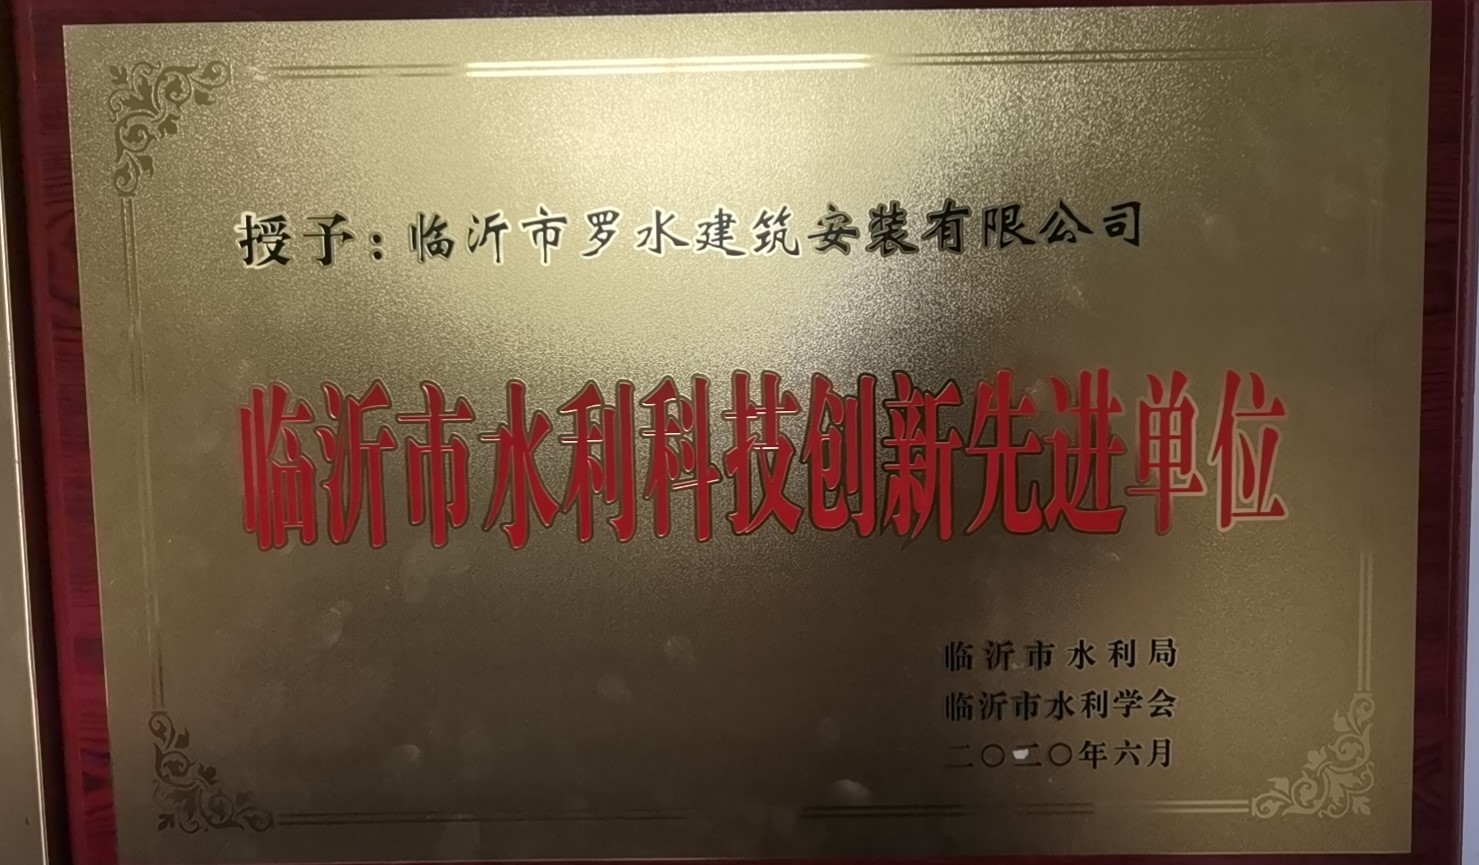 授予：临沂市罗水建筑安装有限公司
临沂市水利科技创新先进单位
临沂市水利局
临沂市水利学会
二〇二〇年六月